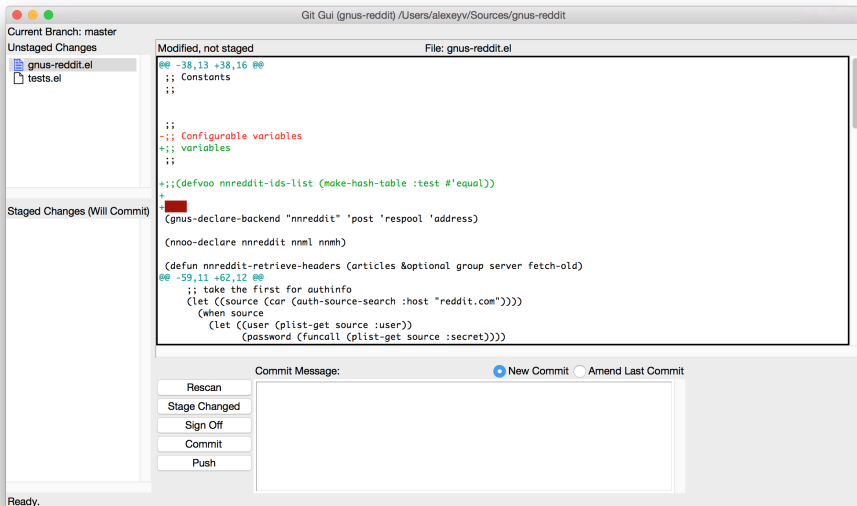 Git Gui (gnus-reddit) /Users/alexeyv/Sources/gnus-reddit
Current Branch: master
Unstaged Changes
gnus-reddit.el
tests.el
Staged Changes (Will Commit)
Modified, not staged File: gnus-reddit.el
@@ -38,13 +38,16 @@
 ;; Constants
 ;;
 ;;
-;; Configurable variables
+;; variables
 ;;
+;;(defvoo nnreddit-ids-list (make-hash-table :test #'equal))
+
+
 (gnus-declare-backend "nnreddit" 'post 'respool 'address)
 (nnoo-declare nnreddit nnml nnmh)
 (defun nnreddit-retrieve-headers (articles &optional group server fetch-old)
@@ -59,11 +62,12 @@
     ;; take the first for authinfo
     (let ((source (car (auth-source-search :host "reddit.com"))))
       (when source
        (let ((user (plist-get source :user))
              (password (funcall (plist-get source :secret))))
Commit Message: New Commit Amend Last Commit
Rescan
Stage Changed
Sign Off
Commit
Push
Ready.